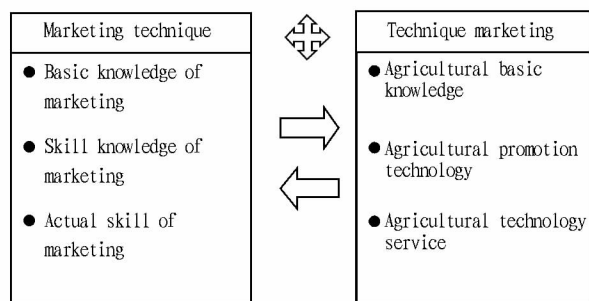 Marketing technique
● Basic knowledge of
marketing
● Skill knowledge of
marketing
● Actual skill of
marketing
Technique marketing
● Agricultural basic
knowledge
● Agricultural promotion
technology
● Agricultural technology
service